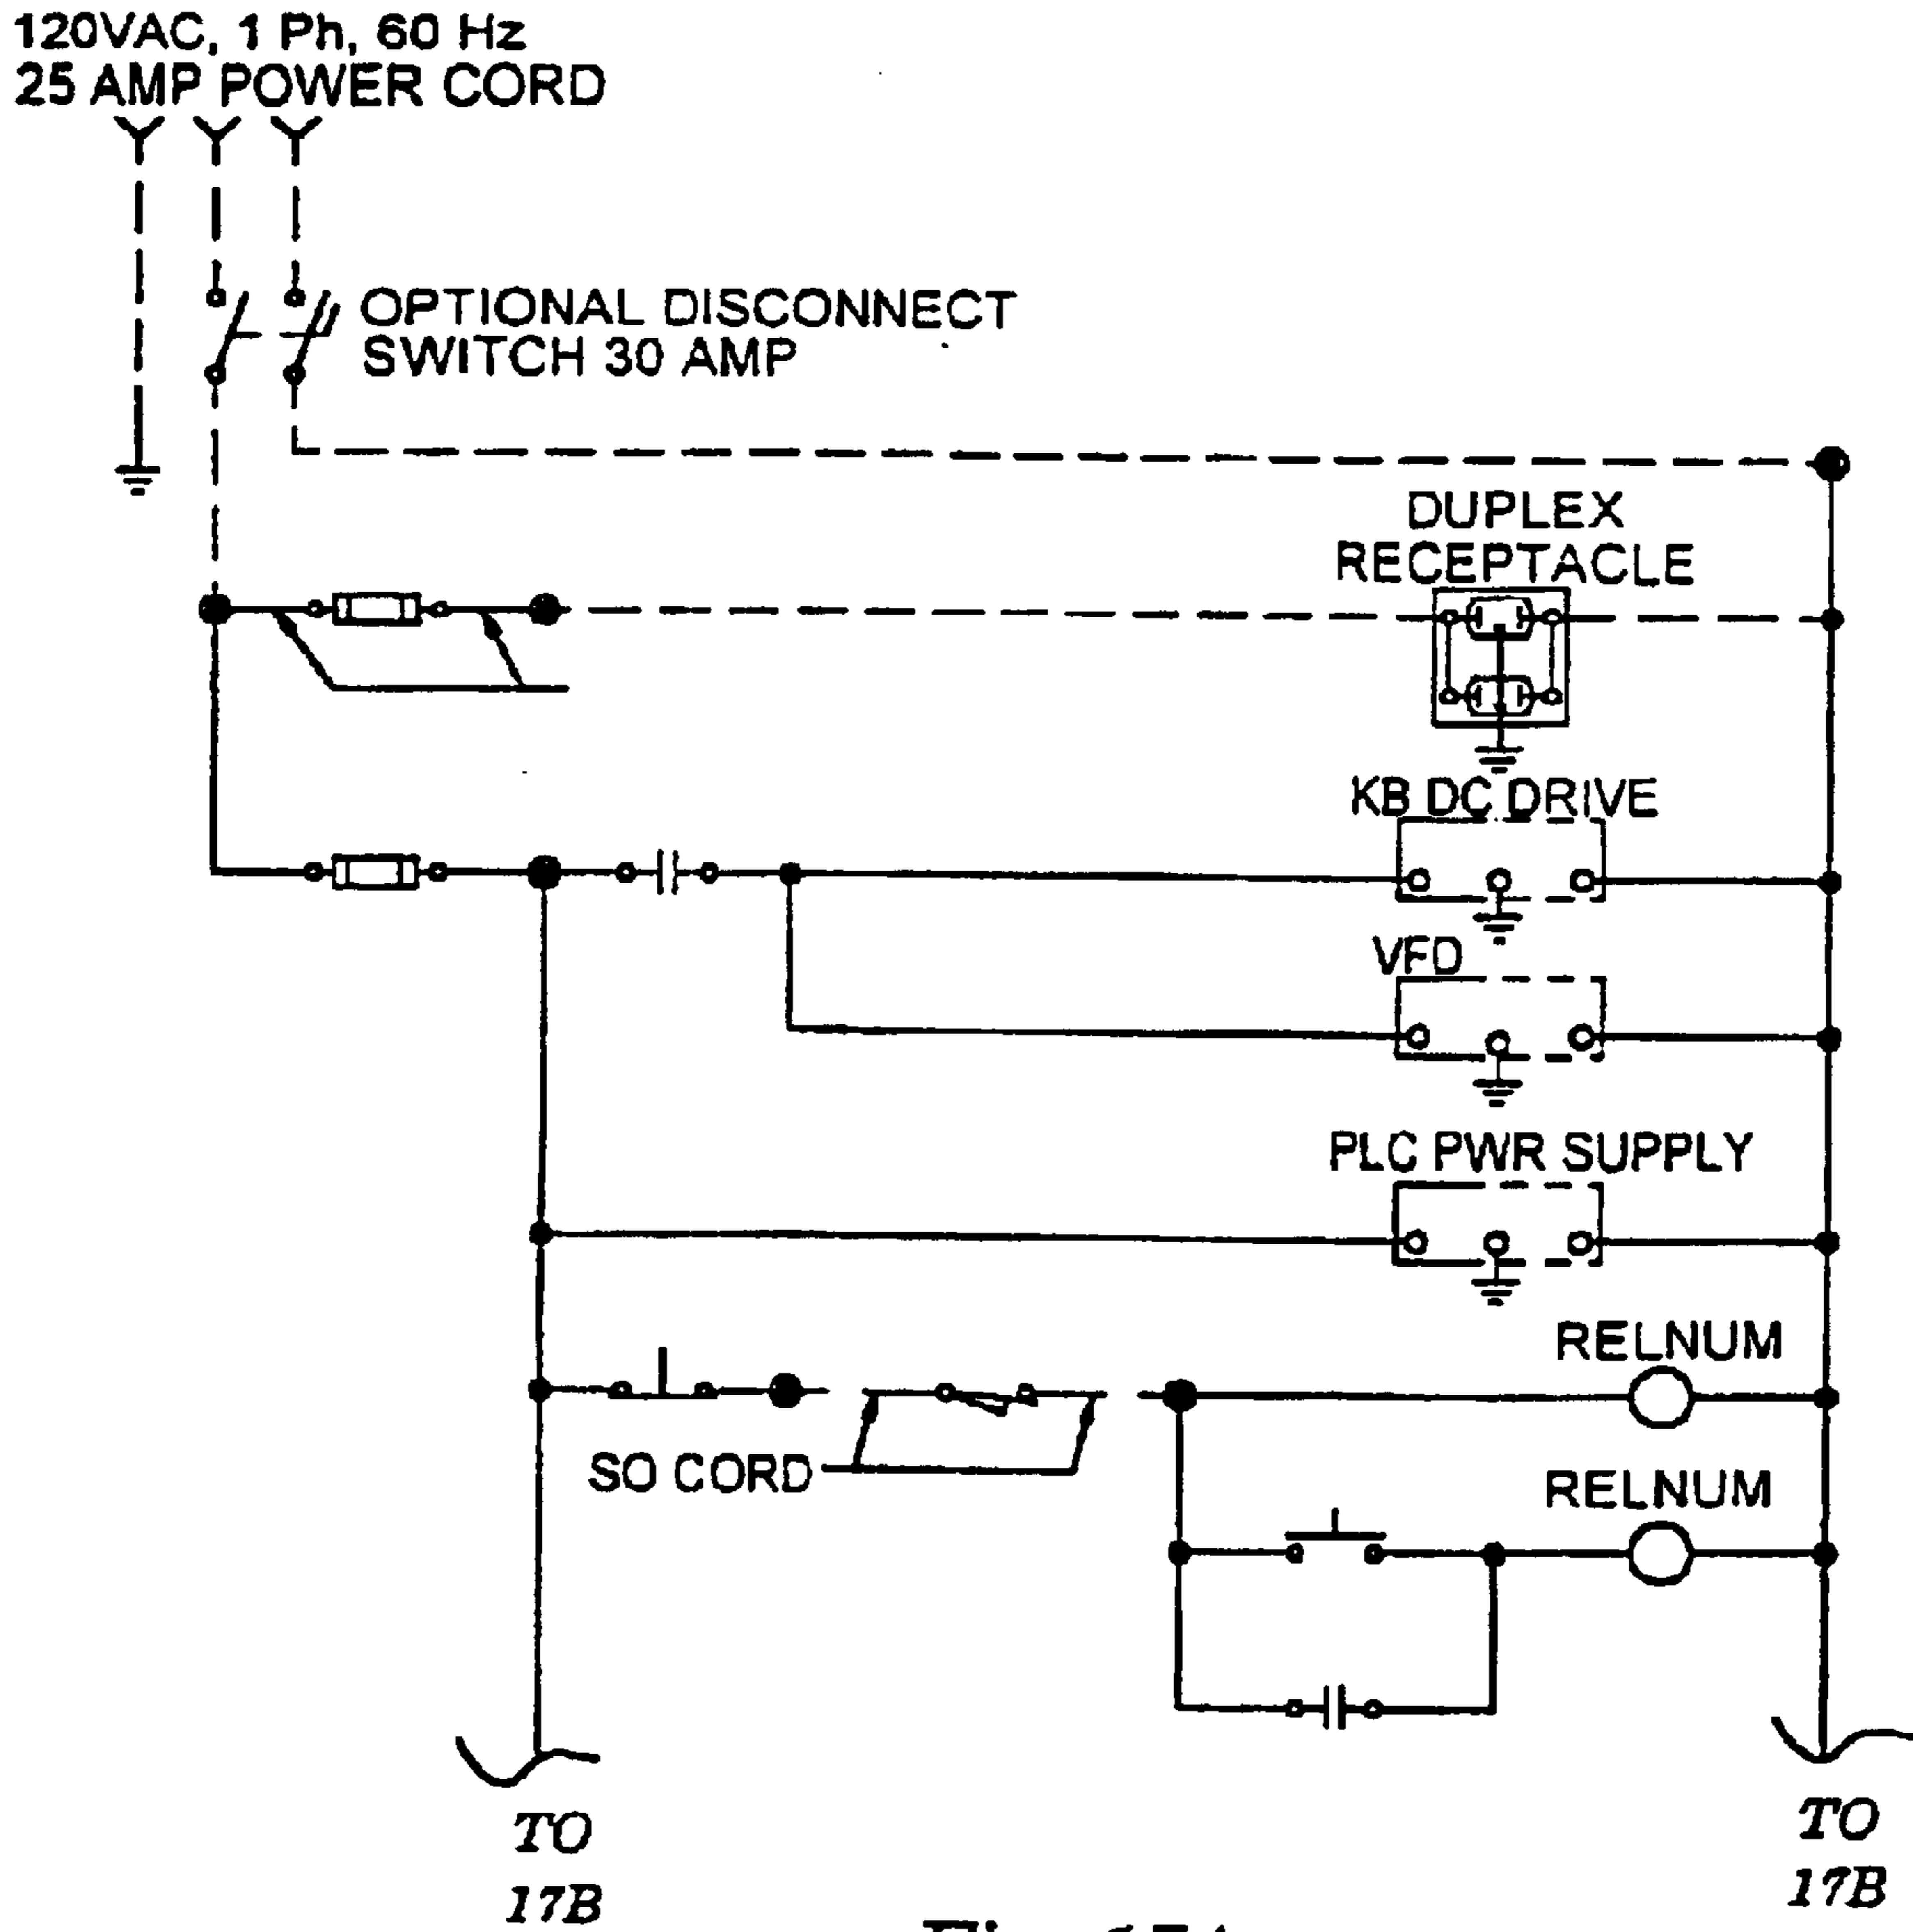 120VAC, 1 Ph, 60 Hz
25 AMP POWER CORD
OPTIONAL DISCONNECT
SWITCH 30 AMP
DUPLEX
RECEPTACLE
KB DC DRIVE
VFD
PLC PWR SUPPLY
RELNUM
SO CORD
RELNUM
TO
17B
TO
17B